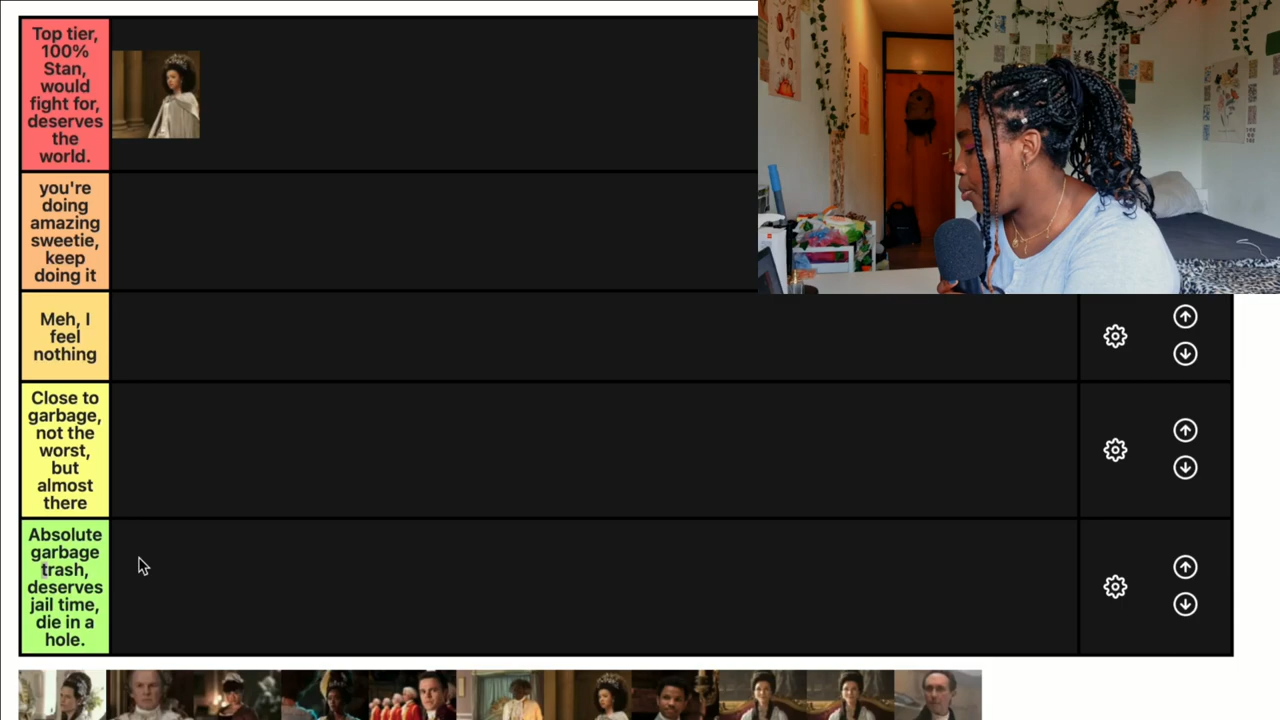 Top tier,
100%
Stan,
would
fight for,
deserves
the
world.
you're
doing
amazing
sweetie,
keep
doing it
Meh, I
feel
nothing
Close to
garbage,
not the
worst,
but
almost
there
Absolute
garbage
trash,
deserves
jail time,
die in a
hole.